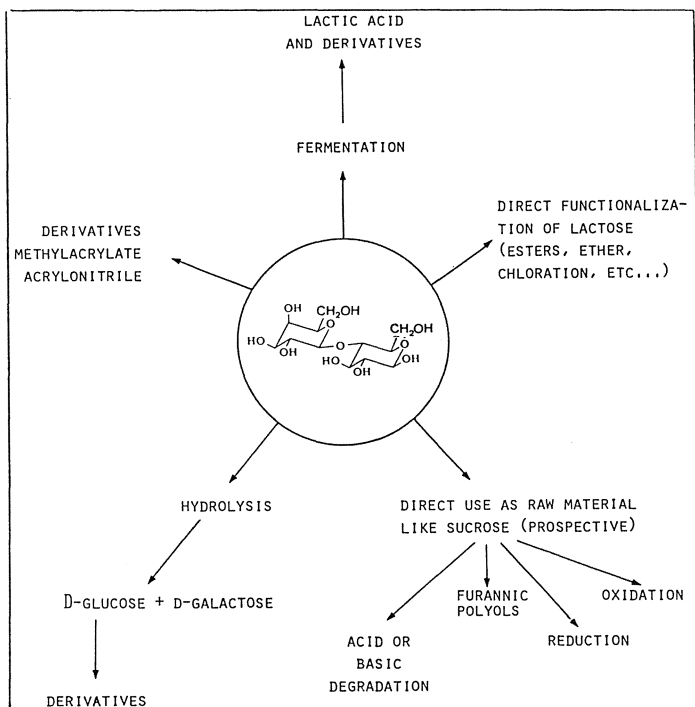 LACTIC ACID
AND DERIVATIVES
FERMENTATION
DERIVATIVES
METHYLACRYLATE
ACRYLONITRILE
DIRECT FUNCTIONALIZA-
TION OF LACTOSE
(ESTERS, ETHER,
CHLORATION, ETC...)
OH
CH₂OH
O
HO
HO
OH
O
CH₂OH
O
HO
OH
OH
HYDROLYSIS
DIRECT USE AS RAW MATERIAL
LIKE SUCROSE (PROSPECTIVE)
D-GLUCOSE + D-GALACTOSE
FURANNIC
POLYOLS
OXIDATION
ACID OR
BASIC
DEGRADATION
REDUCTION
DERIVATIVES